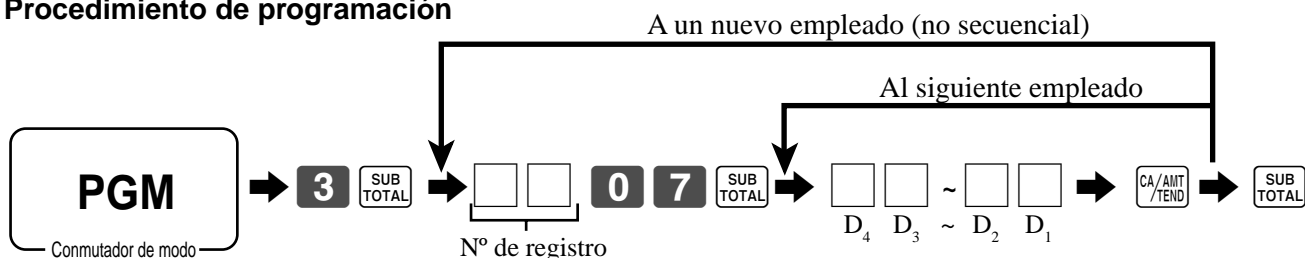 Procedimiento de programación
A un nuevo empleado (no secuencial)
Al siguiente empleado
PGM
Conmutador de modo
3 SUB TOTAL
0 7 SUB TOTAL
Nº de registro
~
D4 D3 ~ D2 D1
CA/AMT /TEND
SUB TOTAL